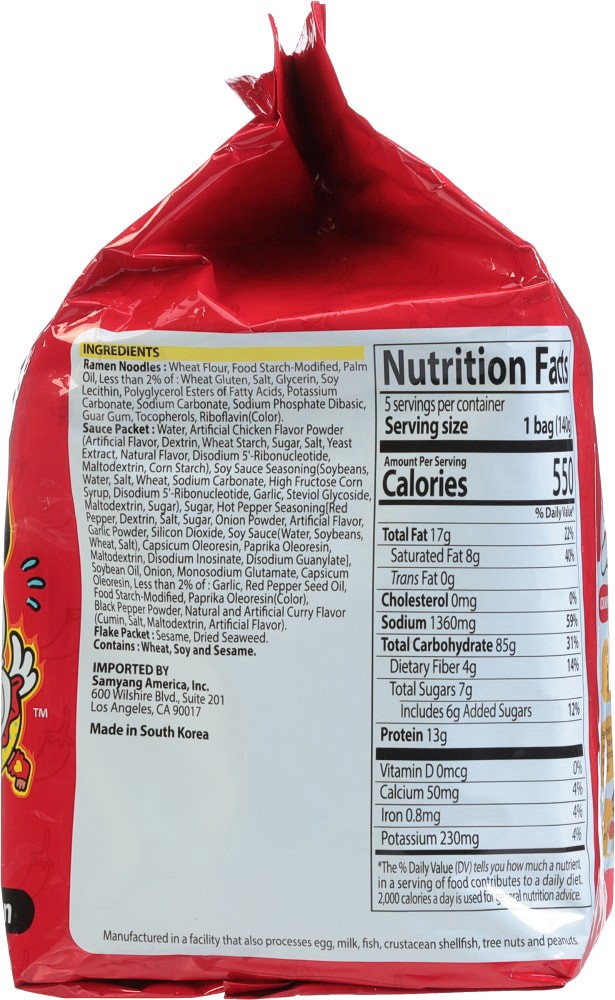 INGREDIENTS
Ramen Noodles : Wheat Flour, Food Starch-Modified, Palm
Oil, Less than 2% of : Wheat Gluten, Salt, Glycerin, Soy
Lecithin, Polyglycerol Esters of Fatty Acids, Potassium
Carbonate, Sodium Carbonate, Sodium Phosphate Dibasic,
Guar Gum, Tocopherols, Riboflavin(Color).
Sauce Packet : Water, Artificial Chicken Flavor Powder
(Artificial Flavor, Dextrin, Wheat Starch, Sugar, Salt, Yeast
Extract, Natural Flavor, Disodium 5'-Ribonucleotide,
Maltodextrin, Corn Starch), Soy Sauce Seasoning(Soybeans,
Water, Salt, Wheat, Sodium Carbonate, High Fructose Corn
Syrup, Disodium 5'-Ribonucleotide, Garlic, Steviol Glycoside,
Maltodextrin, Sugar), Sugar, Hot Pepper Seasoning[Red
Pepper, Dextrin, Salt, Sugar, Onion Powder, Artificial Flavor,
Garlic Powder, Silicon Dioxide, Soy Sauce(Water, Soybeans,
Wheat, Salt), Capsicum Oleoresin, Paprika Oleoresin,
Maltodextrin, Disodium Inosinate, Disodium Guanylate],
Soybean Oil, Onion, Monosodium Glutamate, Capsicum
Oleoresin, Less than 2% of : Garlic, Red Pepper Seed Oil,
Food Starch-Modified, Paprika Oleoresin(Color),
Black Pepper Powder, Natural and Artificial Curry Flavor
(Cumin, Salt, Maltodextrin, Artificial Flavor).
Flake Packet : Sesame, Dried Seaweed.
Contains : Wheat, Soy and Sesame.
IMPORTED BY
Samyang America, Inc.
600 Wilshire Blvd., Suite 201
Los Angeles, CA 90017
Made in South Korea
TM
Nutrition Facts
5 servings per container
Serving size 1 bag (140g
Amount Per Serving
Calories 550
% Daily Value*
Total Fat 17g 22%
Saturated Fat 8g 40%
Trans Fat 0g
Cholesterol 0mg 0%
Sodium 1360mg 59%
Total Carbohydrate 85g 31%
Dietary Fiber 4g 14%
Total Sugars 7g
Includes 6g Added Sugars 12%
Protein 13g
Vitamin D 0mcg 0%
Calcium 50mg 4%
Iron 0.8mg 4%
Potassium 230mg 4%
*The % Daily Value (DV) tells you how much a nutrient
in a serving of food contributes to a daily diet.
2,000 calories a day is used for general nutrition advice.
Manufactured in a facility that also processes egg, milk, fish, crustacean shellfish, tree nuts and peanuts.